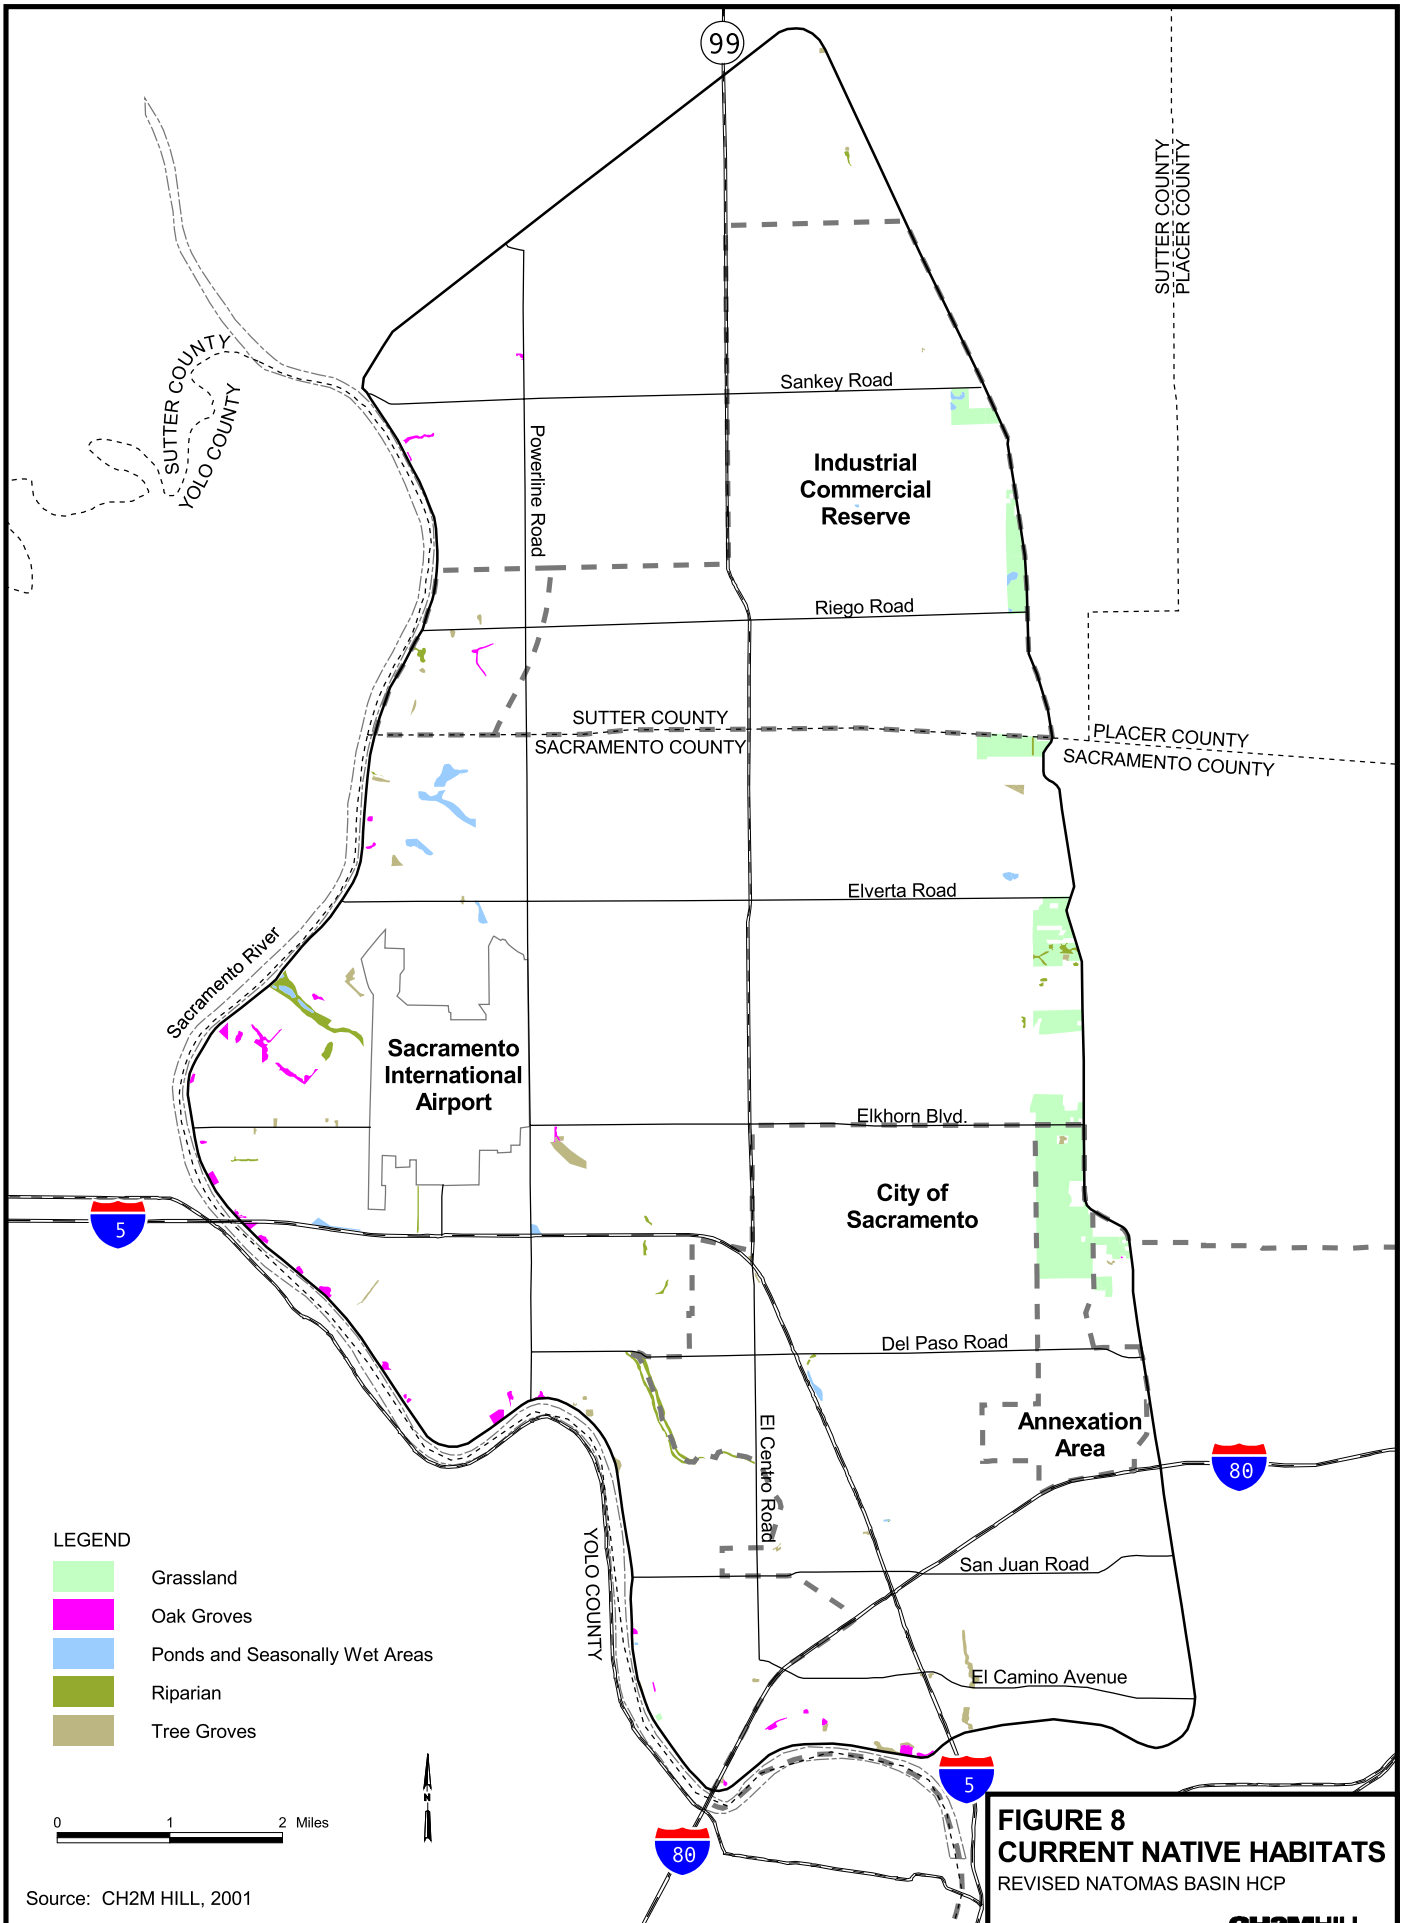 99
SUTTER COUNTY
PLACER COUNTY
SUTTER COUNTY
YOLO COUNTY
Sankey Road
Powerline Road
Industrial
Commercial
Reserve
Riego Road
SUTTER COUNTY
SACRAMENTO COUNTY
PLACER COUNTY
SACRAMENTO COUNTY
Elverta Road
Sacramento River
Sacramento
International
Airport
Elkhorn Blvd.
City of
Sacramento
5
Del Paso Road
El Centro Road
Annexation
Area
80
YOLO COUNTY
San Juan Road
El Camino Avenue
5
80
LEGEND
Grassland
Oak Groves
Ponds and Seasonally Wet Areas
Riparian
Tree Groves
N
0 1 2 Miles
Source: CH2M HILL, 2001
FIGURE 8
CURRENT NATIVE HABITATS
REVISED NATOMAS BASIN HCP
CH2MHILL